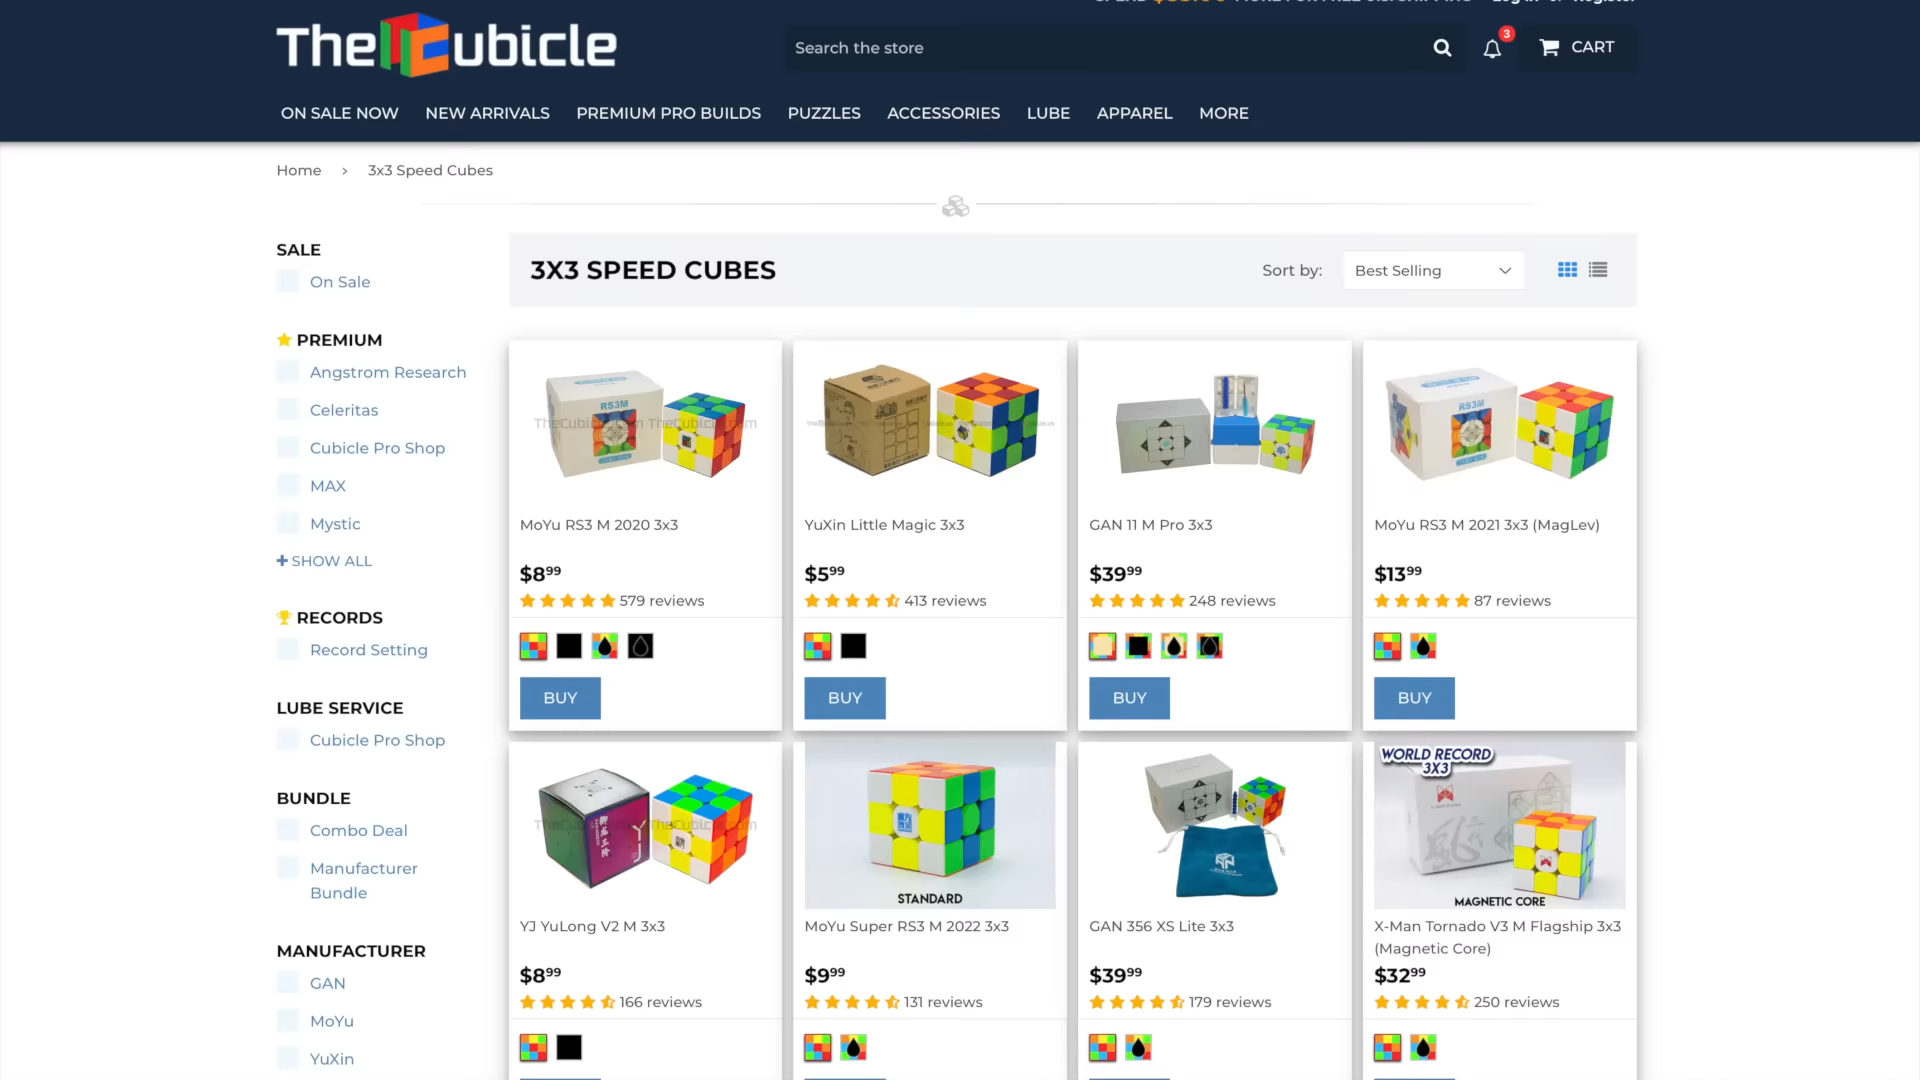 TheCubicle
Search the store
3
CART
ON SALE NOW
NEW ARRIVALS
PREMIUM PRO BUILDS
PUZZLES
ACCESSORIES
LUBE
APPAREL
MORE
Home > 3x3 Speed Cubes
SALE
On Sale
PREMIUM
Angstrom Research
Celeritas
Cubicle Pro Shop
MAX
Mystic
+ SHOW ALL
RECORDS
Record Setting
LUBE SERVICE
Cubicle Pro Shop
BUNDLE
Combo Deal
Manufacturer
Bundle
MANUFACTURER
GAN
MoYu
YuXin
3X3 SPEED CUBES
Sort by:
Best Selling
RS3M
MoYu RS3 M 2020 3x3
$8.99
579 reviews
BUY
YuXin Little Magic 3x3
$5.99
413 reviews
BUY
GAN 11 M Pro 3x3
$39.99
248 reviews
BUY
RS3M
MoYu RS3 M 2021 3x3 (MagLev)
$13.99
87 reviews
BUY
YJ YuLong V2 M 3x3
$8.99
166 reviews
STANDARD
MoYu Super RS3 M 2022 3x3
$9.99
131 reviews
GAN 356 XS Lite 3x3
$39.99
179 reviews
WORLD RECORD
3X3
MAGNETIC CORE
X-Man Tornado V3 M Flagship 3x3
(Magnetic Core)
$32.99
250 reviews